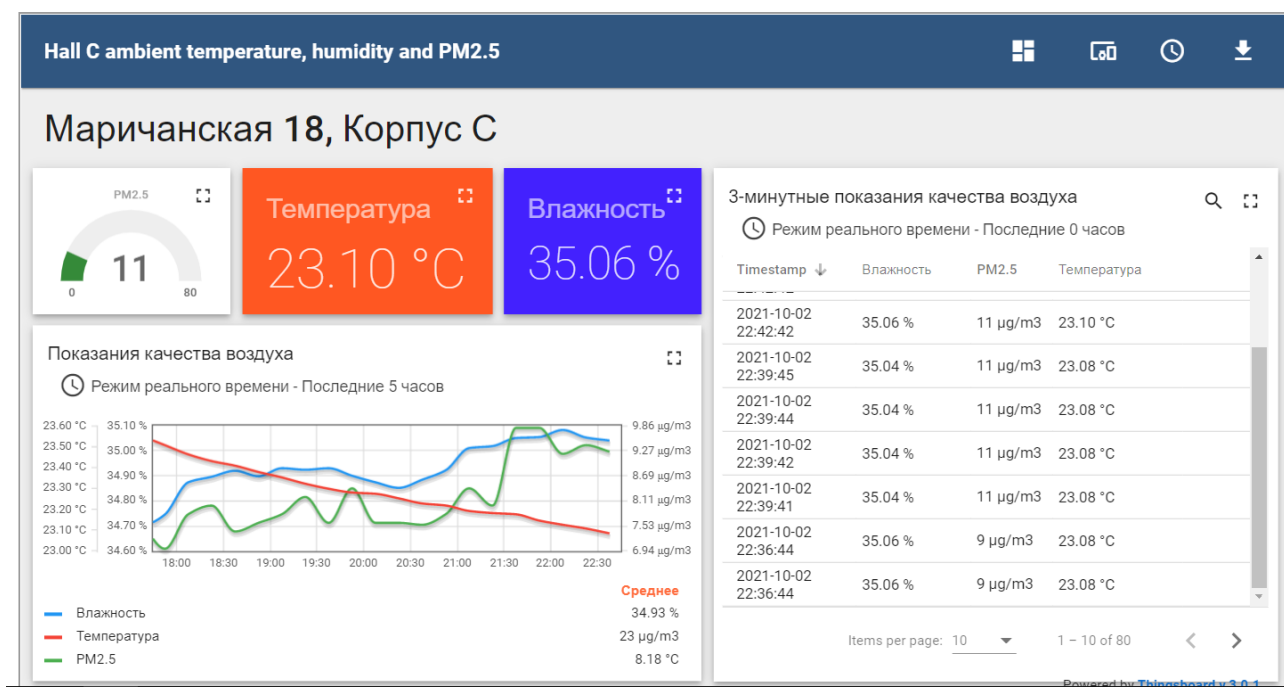 Hall C ambient temperature, humidity and PM2.5
Маричанская 18, Корпус С
PM2.5
11
0
80
Температура
23.10 °C
Влажность
35.06 %
Показания качества воздуха
Режим реального времени - Последние 5 часов
23.60 °C 35.10 % 9.86 µg/m3
23.50 °C 35.00 % 9.27 µg/m3
23.40 °C 34.90 % 8.69 µg/m3
23.30 °C 34.80 % 8.11 µg/m3
23.20 °C 34.70 % 7.53 µg/m3
23.10 °C 34.60 % 6.94 µg/m3
23.00 °C
18:00 18:30 19:00 19:30 20:00 20:30 21:00 21:30 22:00 22:30
Среднее
Влажность 34.93 %
Температура 23 µg/m3
PM2.5 8.18 °C
3-минутные показания качества воздуха
Режим реального времени - Последние 0 часов
Timestamp Влажность PM2.5 Температура
2021-10-02
22:42:42 35.06 % 11 µg/m3 23.10 °C
2021-10-02
22:39:45 35.04 % 11 µg/m3 23.08 °C
2021-10-02
22:39:44 35.04 % 11 µg/m3 23.08 °C
2021-10-02
22:39:42 35.04 % 11 µg/m3 23.08 °C
2021-10-02
22:39:41 35.04 % 11 µg/m3 23.08 °C
2021-10-02
22:36:44 35.06 % 9 µg/m3 23.08 °C
2021-10-02
22:36:44 35.06 % 9 µg/m3 23.08 °C
Items per page: 10 1 – 10 of 80
Powered by Thingsboard v.3.0.1